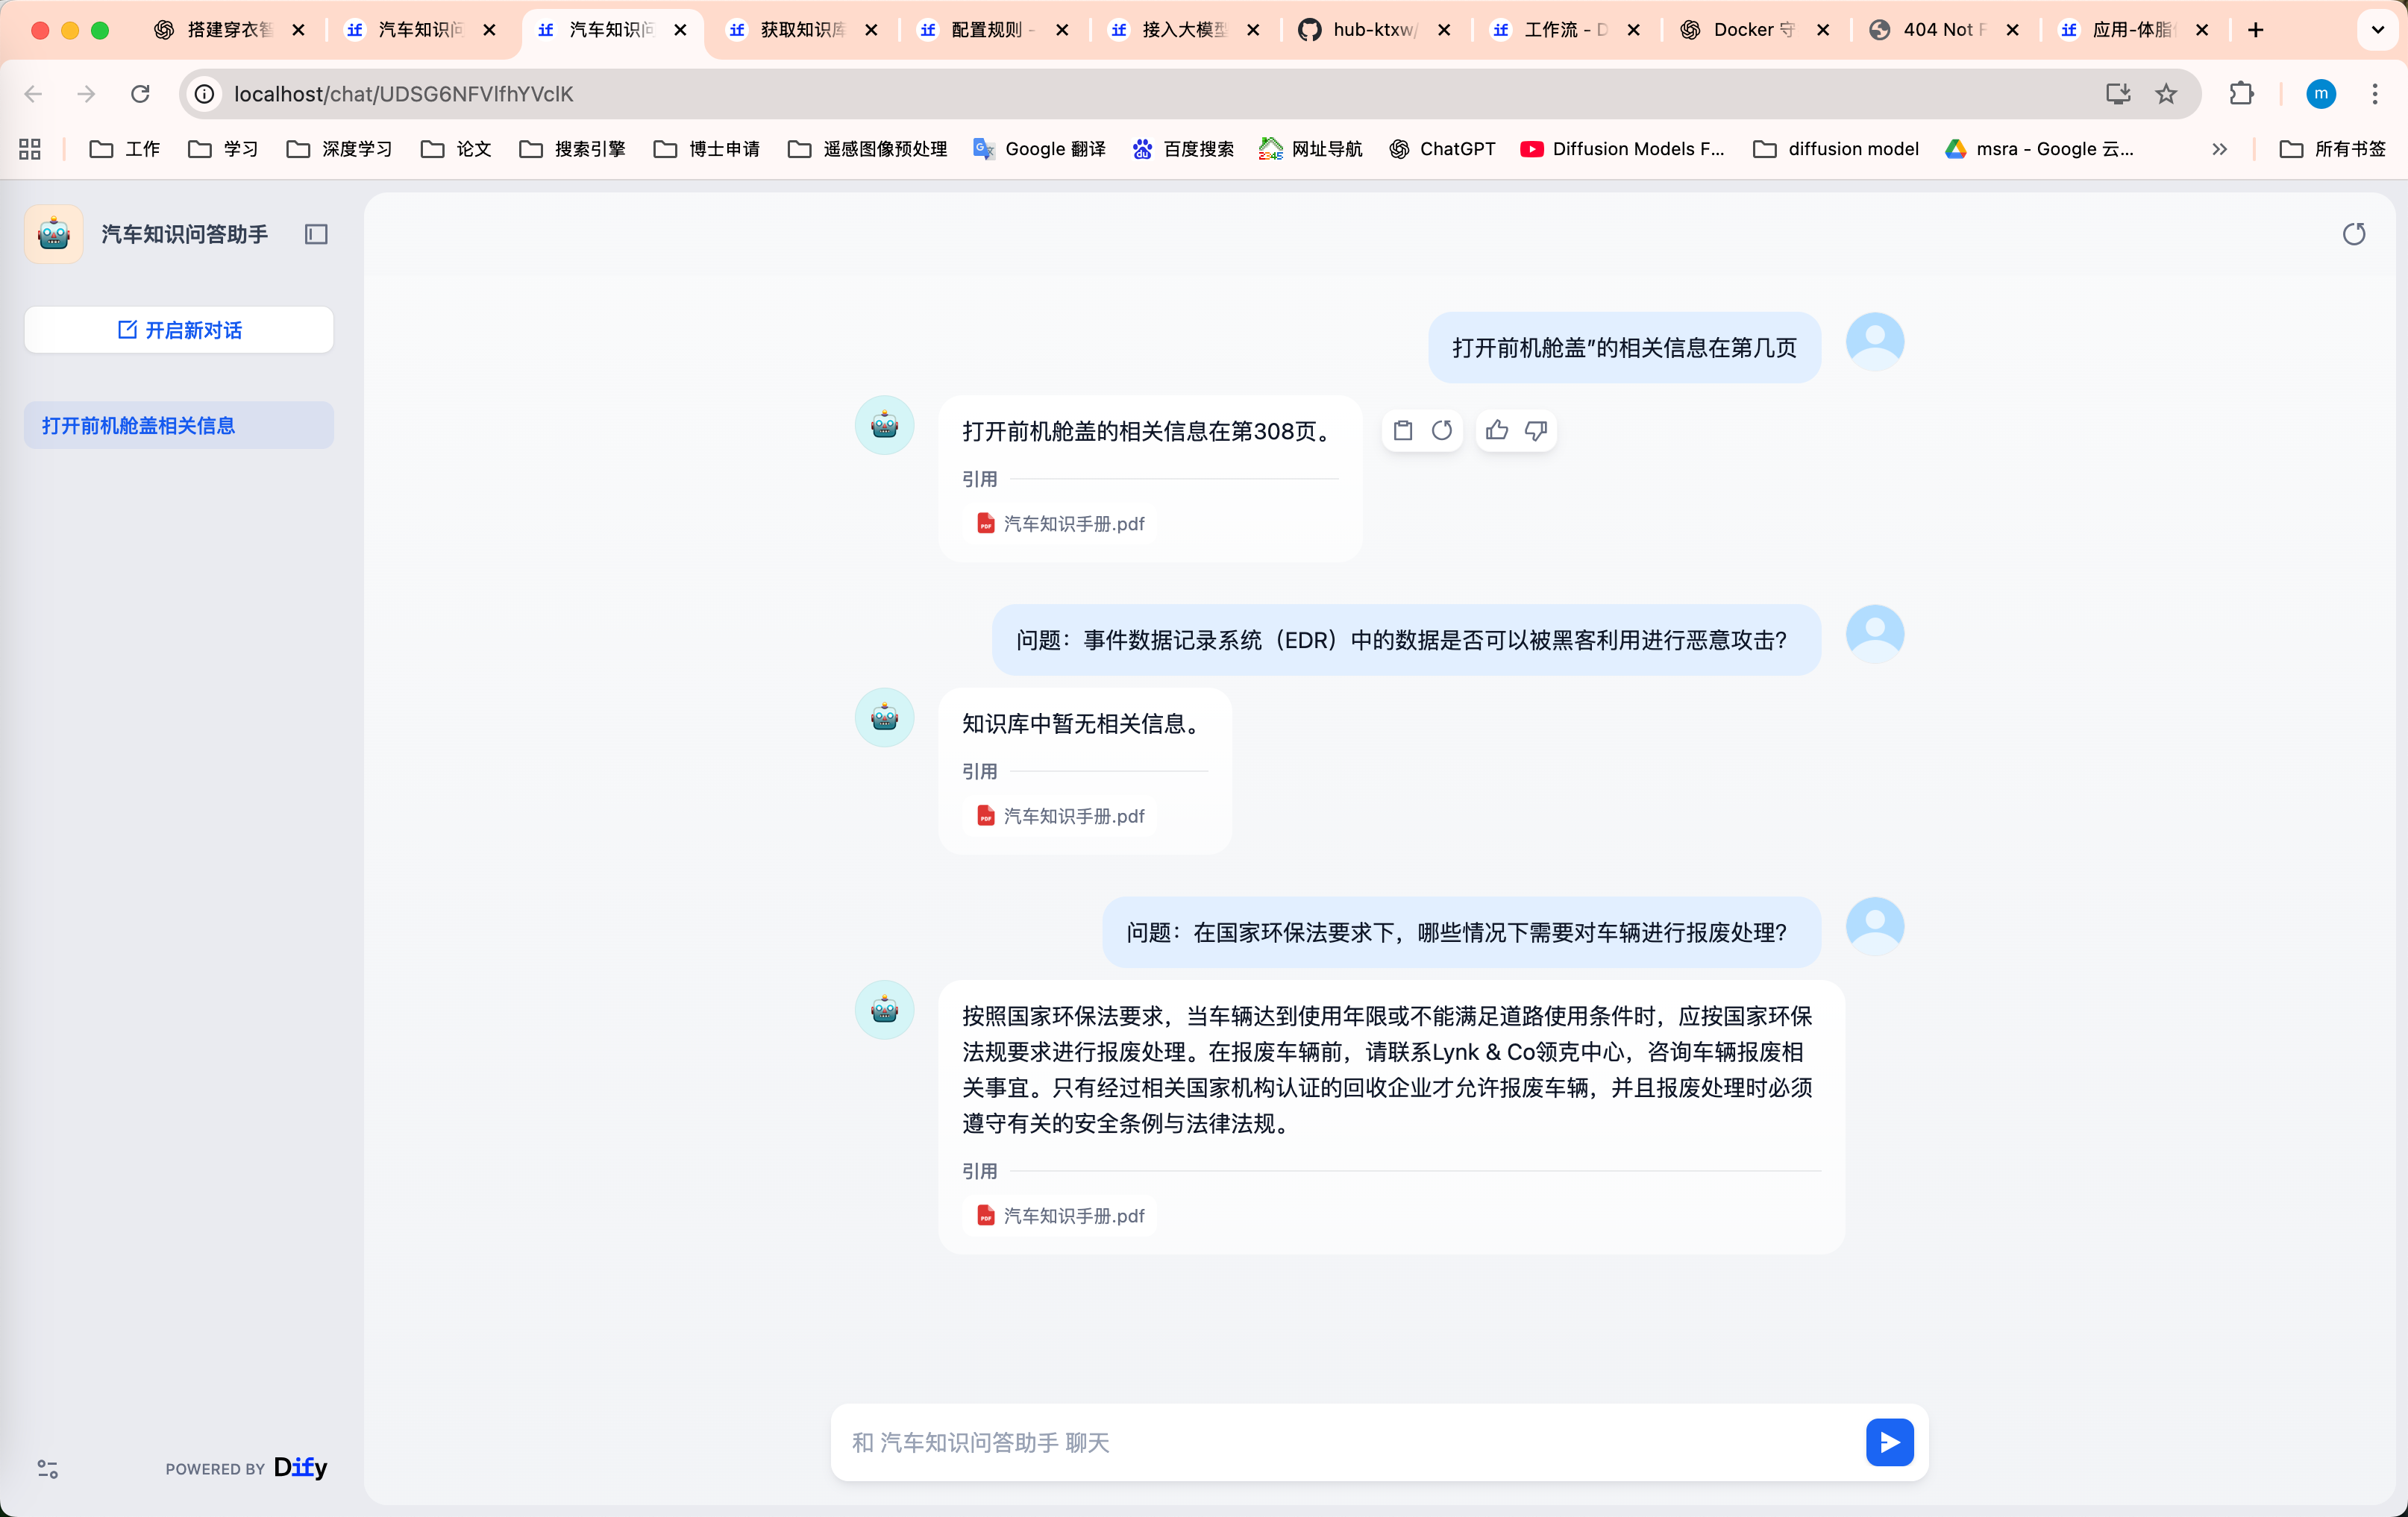 搭建穿衣智
汽车知识问
汽车知识问
获取知识库
配置规则 -
接入大模型
hub-ktxw/
工作流 - D
Docker 守
404 Not F
应用-体脂
localhost/chat/UDSG6NFVlfhYVclK
m
工作
学习
深度学习
论文
搜索引擎
博士申请
遥感图像预处理
Google 翻译
百度搜索
网址导航
ChatGPT
Diffusion Models F...
diffusion model
msra - Google 云...
所有书签
汽车知识问答助手
开启新对话
打开前机舱盖相关信息
打开前机舱盖”的相关信息在第几页
打开前机舱盖的相关信息在第308页。
引用
汽车知识手册.pdf
问题：事件数据记录系统（EDR）中的数据是否可以被黑客利用进行恶意攻击?
知识库中暂无相关信息。
引用
汽车知识手册.pdf
问题：在国家环保法要求下，哪些情况下需要对车辆进行报废处理?
按照国家环保法要求，当车辆达到使用年限或不能满足道路使用条件时，应按国家环保
法规要求进行报废处理。在报废车辆前，请联系Lynk & Co领克中心，咨询车辆报废相
关事宜。只有经过相关国家机构认证的回收企业才允许报废车辆，并且报废处理时必须
遵守有关的安全条例与法律法规。
引用
汽车知识手册.pdf
和 汽车知识问答助手 聊天
POWERED BY Dify